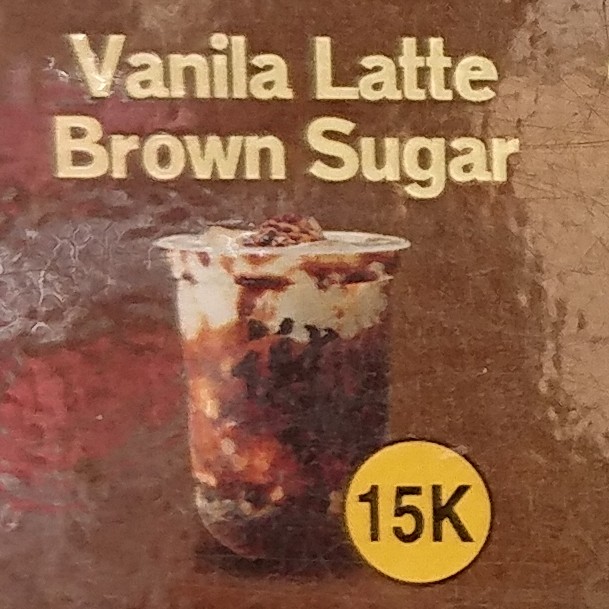 Vanila Latte
Brown Sugar
15K